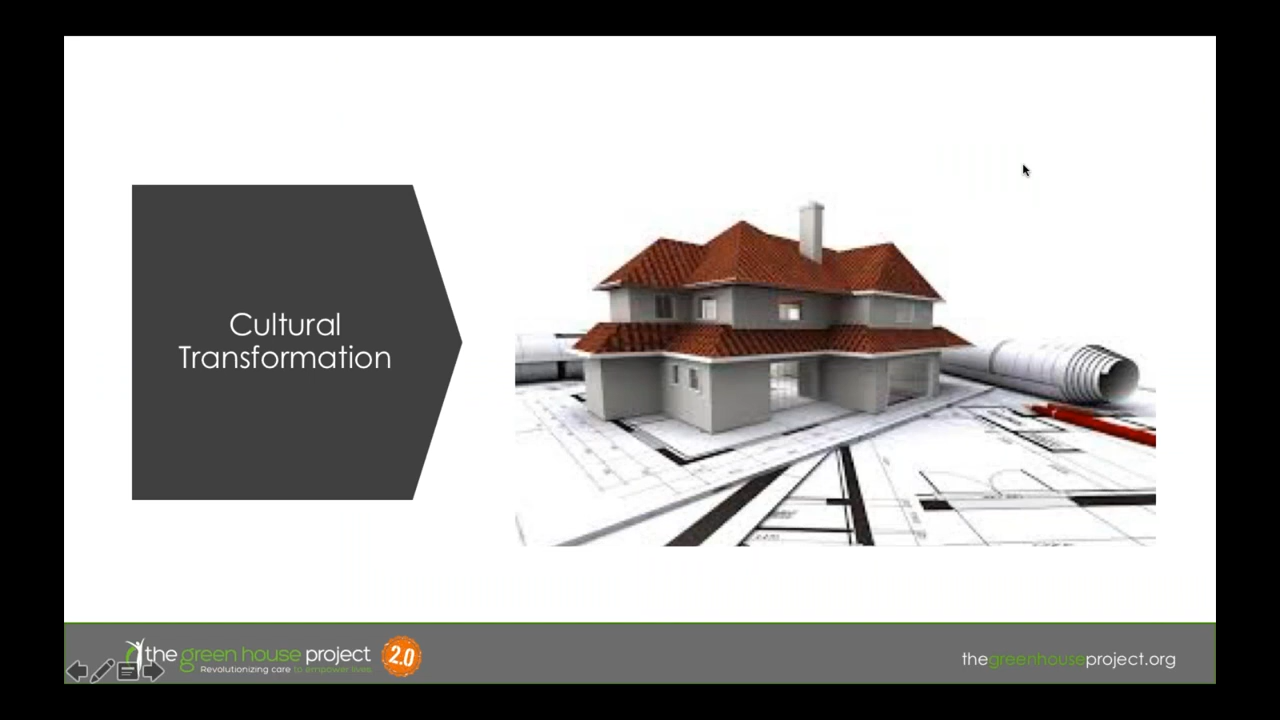 Cultural
Transformation
the green house project 2.0
Revolutionizing care to empower lives
thegreenhouseproject.org